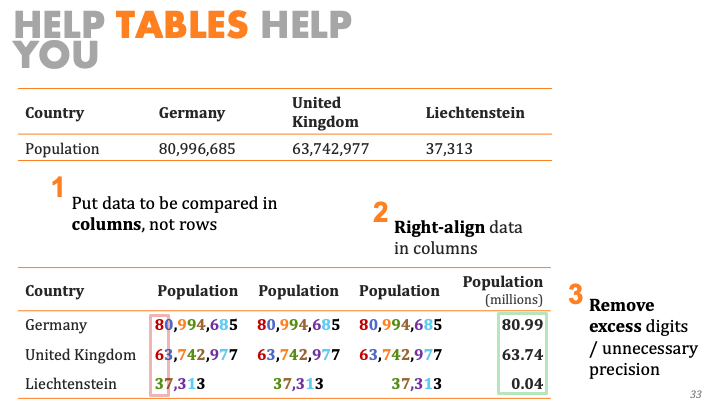 HELP TABLES HELP
YOU
Country Germany United Kingdom Liechtenstein
Population 80,996,685 63,742,977 37,313
1 Put data to be compared in
columns, not rows
2 Right-align data
in columns
Country Population Population Population Population
(millions)
Germany 80,994,685 80,994,685 80,994,685 80.99
United Kingdom 63,742,977 63,742,977 63,742,977 63.74
Liechtenstein 37,313 37,313 37,313 0.04
3 Remove
excess digits
/ unnecessary
precision
33